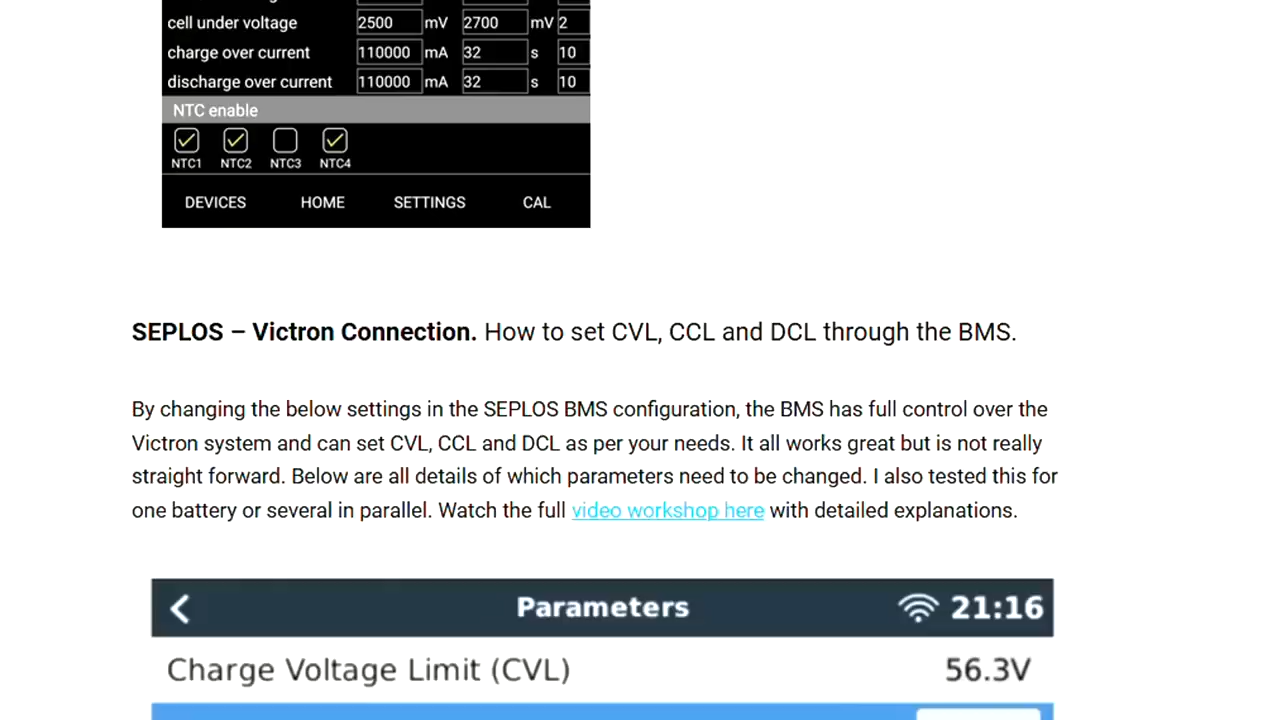 cell under voltage 2500 mV 2700 mV 2
charge over current 110000 mA 32 s 10
discharge over current 110000 mA 32 s 10
NTC enable
NTC1 NTC2 NTC3 NTC4
DEVICES HOME SETTINGS CAL
SEPLOS – Victron Connection. How to set CVL, CCL and DCL through the BMS.
By changing the below settings in the SEPLOS BMS configuration, the BMS has full control over the
Victron system and can set CVL, CCL and DCL as per your needs. It all works great but is not really
straight forward. Below are all details of which parameters need to be changed. I also tested this for
one battery or several in parallel. Watch the full video workshop here with detailed explanations.
Parameters 21:16
Charge Voltage Limit (CVL) 56.3V